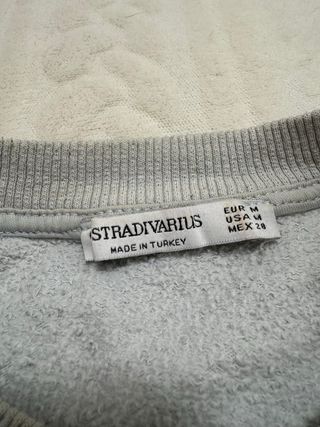 STRADIVARIUS
MADE IN TURKEY
EUR M
USA M
MEX 28